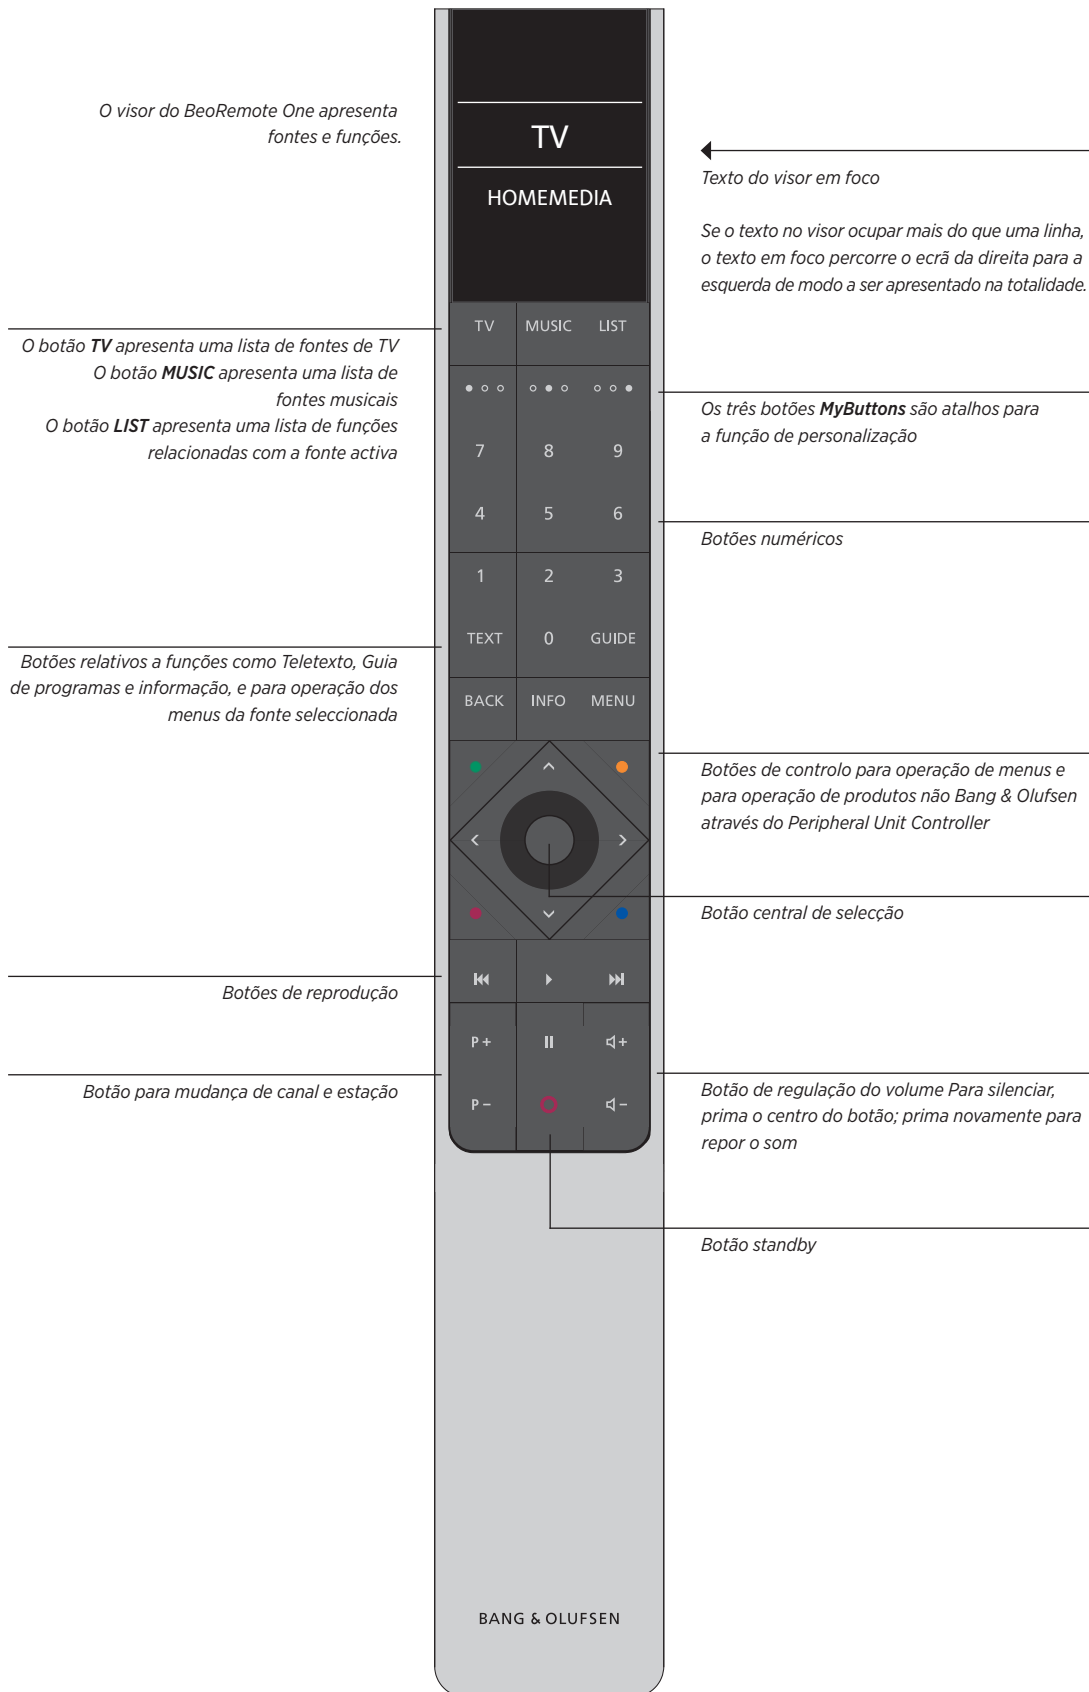 O visor do BeoRemote One apresenta
fontes e funções.
TV
HOMEMEDIA
Texto do visor em foco
Se o texto no visor ocupar mais do que uma linha,
o texto em foco percorre o ecrã da direita para a
esquerda de modo a ser apresentado na totalidade.
TV MUSIC LIST
O botão TV apresenta uma lista de fontes de TV
O botão MUSIC apresenta uma lista de
fontes musicais
O botão LIST apresenta uma lista de funções
relacionadas com a fonte activa
Os três botões MyButtons são atalhos para
a função de personalização
7 8 9
4 5 6
Botões numéricos
1 2 3
TEXT 0 GUIDE
Botões relativos a funções como Teletexto, Guia
de programas e informação, e para operação dos
menus da fonte seleccionada
BACK INFO MENU
Botões de controlo para operação de menus e
para operação de produtos não Bang & Olufsen
através do Peripheral Unit Controller
Botão central de selecção
Botões de reprodução
P +
+
Botão para mudança de canal e estação
P –
–
Botão de regulação do volume Para silenciar,
prima o centro do botão; prima novamente para
repor o som
Botão standby
BANG & OLUFSEN